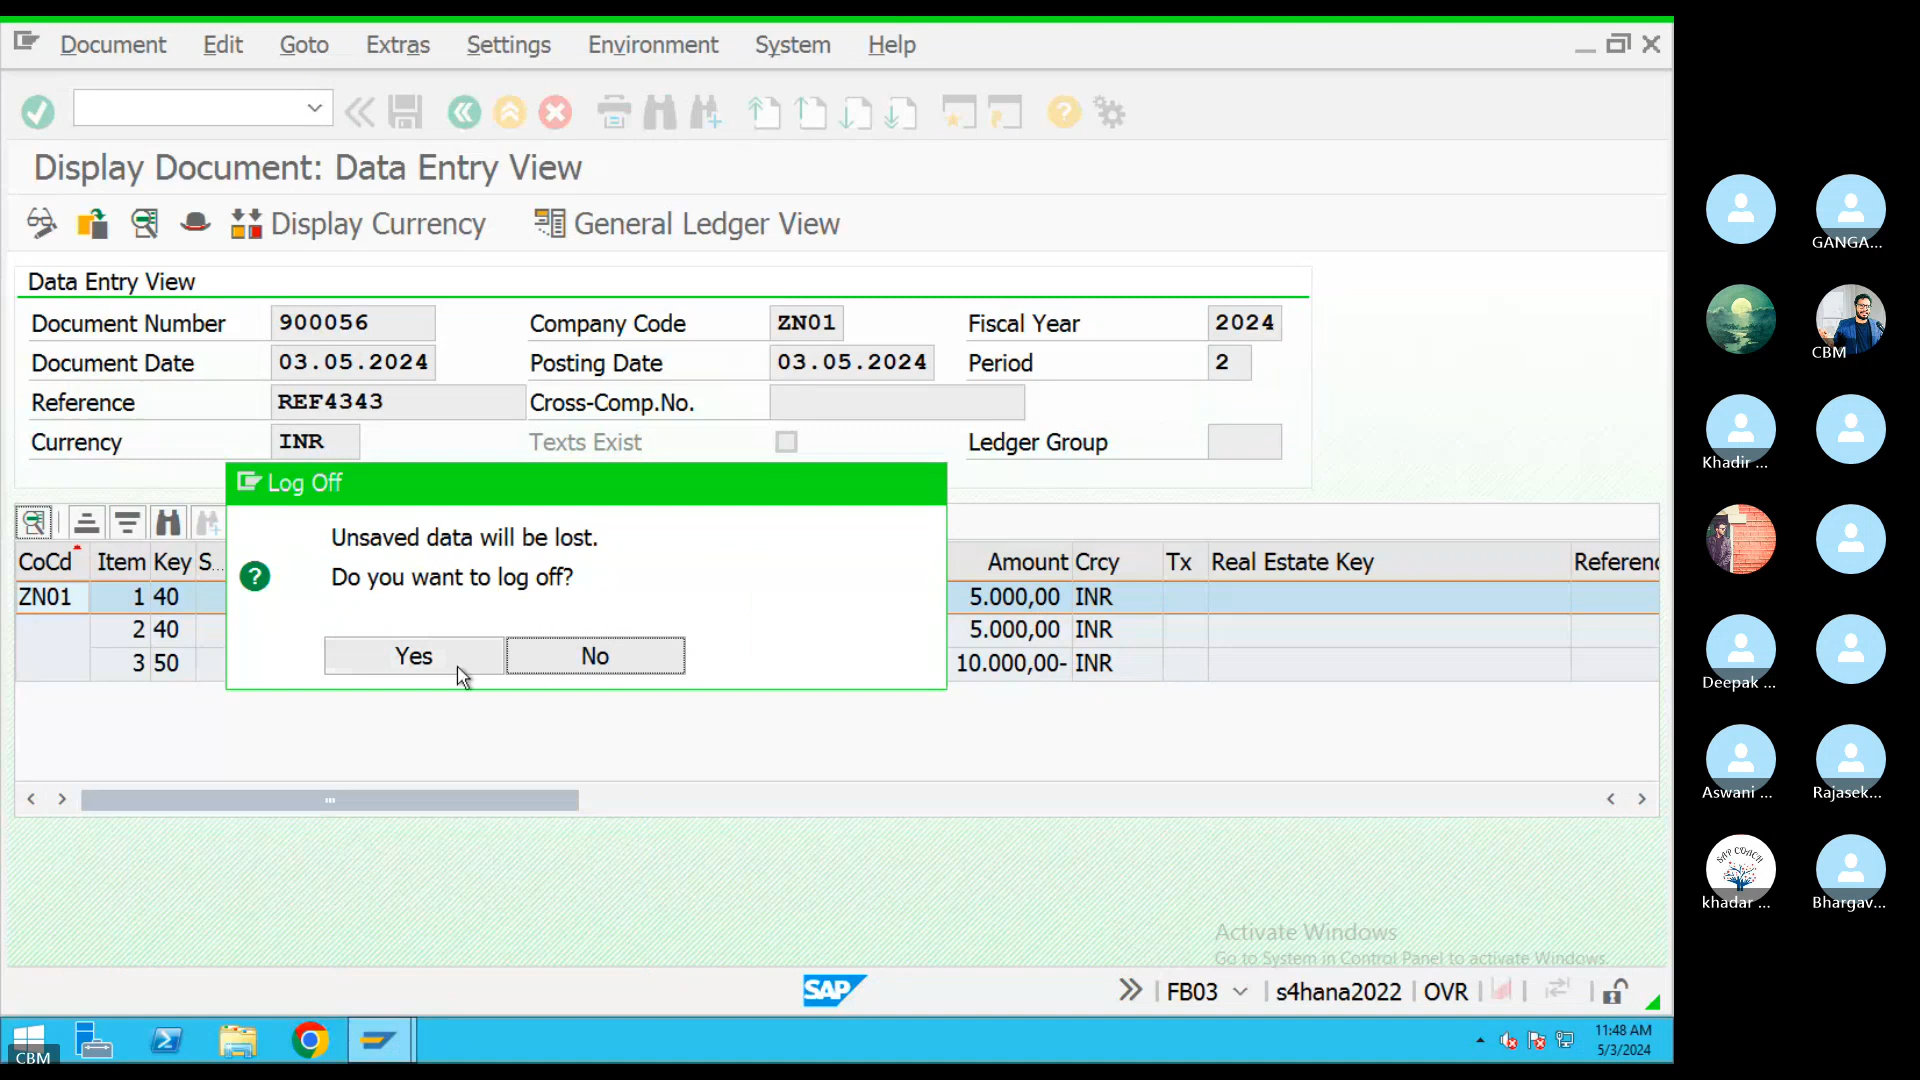 Document Edit Goto Extras Settings Environment System Help
Display Document: Data Entry View
Display Currency General Ledger View
Data Entry View
Document Number 900056 Company Code ZN01 Fiscal Year 2024
Document Date 03.05.2024 Posting Date 03.05.2024 Period 2
Reference REF4343 Cross-Comp.No.
Currency INR Texts Exist Ledger Group
Log Off
Unsaved data will be lost.
Do you want to log off?
Yes No
CoCd Item Key S... Amount Crcy Tx Real Estate Key Referenc
ZN01 1 40 5.000,00 INR
2 40 5.000,00 INR
3 50 10.000,00- INR
Activate Windows
Go to System in Control Panel to activate Windows.
SAP FB03 s4hana2022 OVR
CBM
11:48 AM
5/3/2024
GANGA...
CBM
Khadir ...
Deepak ...
Aswani ... Rajasek...
SAP COACH
khadar ... Bhargav...